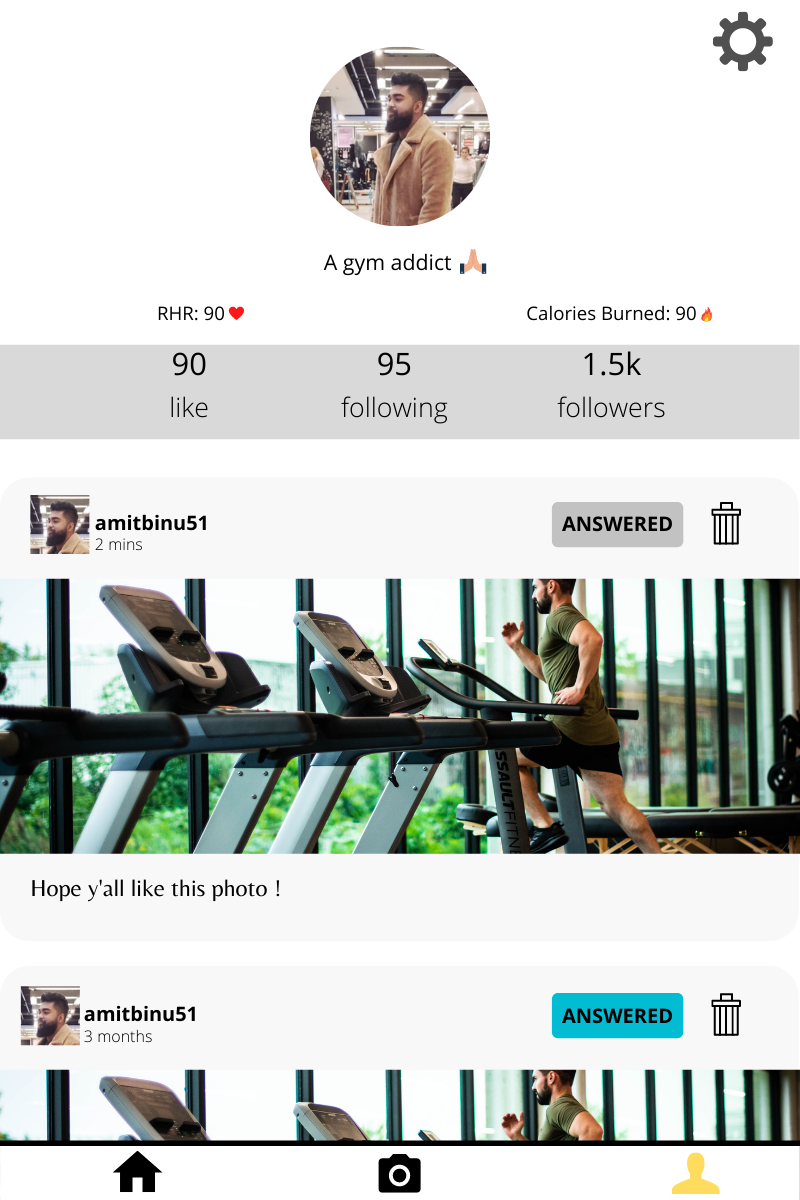 A gym addict 🙏🏼
RHR: 90❤️ Calories Burned: 90🔥
90 95 1.5k
like following followers
amitbinu51
2 mins
ANSWERED
SSAULTFITN
Hope y'all like this photo !
amitbinu51
3 months
ANSWERED